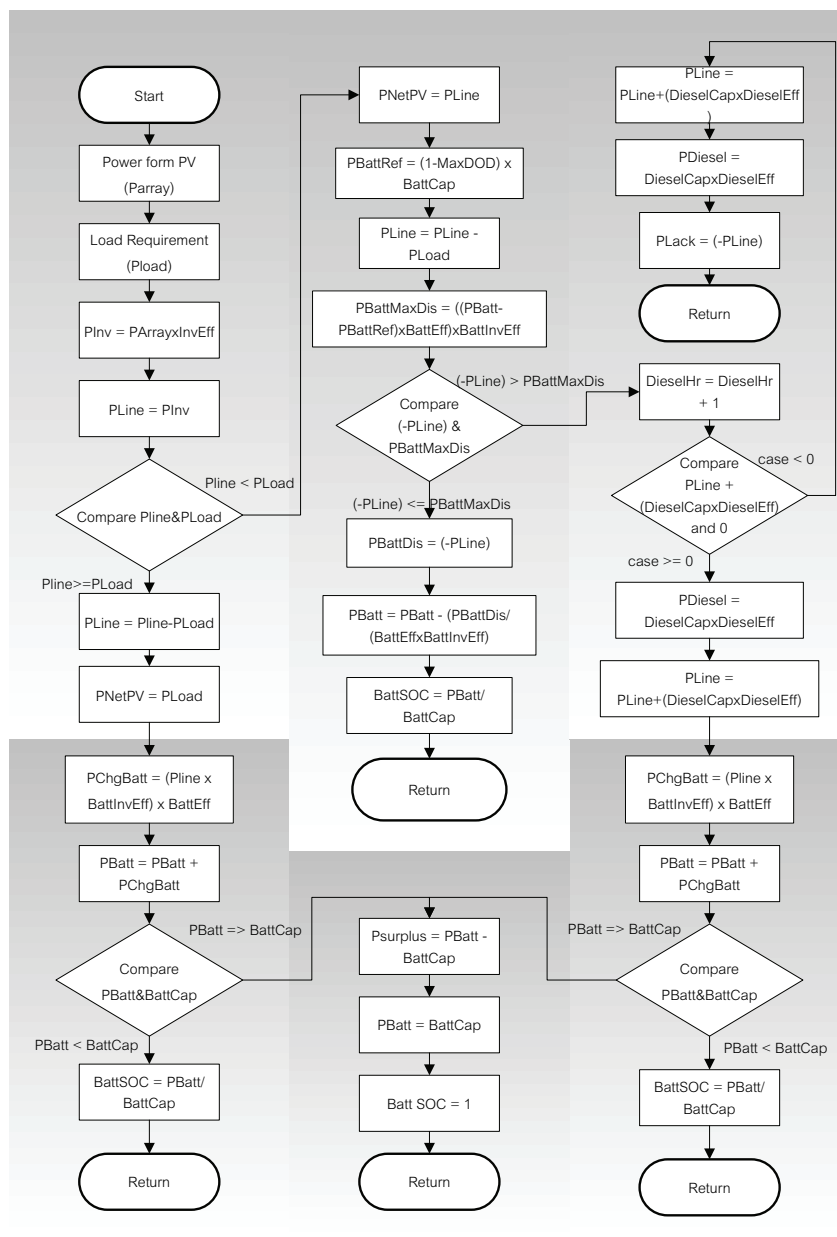 Start
Power form PV
(Parray)
Load Requirement
(Pload)
PInv = PArrayxInvEff
PLine = PInv
Compare Pline&PLoad
Pline < PLoad
Pline>=PLoad
PLine = Pline-PLoad
PNetPV = PLoad
PChgBatt = (Pline x
BattInvEff) x BattEff
PBatt = PBatt +
PChgBatt
PBatt => BattCap
Compare
PBatt&BattCap
PBatt < BattCap
BattSOC = PBatt/
BattCap
Return
PNetPV = PLine
PBattRef = (1-MaxDOD) x
BattCap
PLine = PLine -
PLoad
PBattMaxDis = ((PBatt-
PBattRef)xBattEff)xBattInvEff
(-PLine) > PBattMaxDis
Compare
(-PLine) &
PBattMaxDis
(-PLine) <= PBattMaxDis
PBattDis = (-PLine)
PBatt = PBatt - (PBattDis/
(BattEffxBattInvEff)
BattSOC = PBatt/
BattCap
Return
Psurplus = PBatt -
BattCap
PBatt = BattCap
Batt SOC = 1
Return
PLine =
PLine+(DieselCapxDieselEff
)
PDiesel =
DieselCapxDieselEff
PLack = (-PLine)
Return
DieselHr = DieselHr
+ 1
case < 0
Compare
PLine +
(DieselCapxDieselEff)
and 0
case >= 0
PDiesel =
DieselCapxDieselEff
PLine =
PLine+(DieselCapxDieselEff)
PChgBatt = (Pline x
BattInvEff) x BattEff
PBatt = PBatt +
PChgBatt
PBatt => BattCap
Compare
PBatt&BattCap
PBatt < BattCap
BattSOC = PBatt/
BattCap
Return